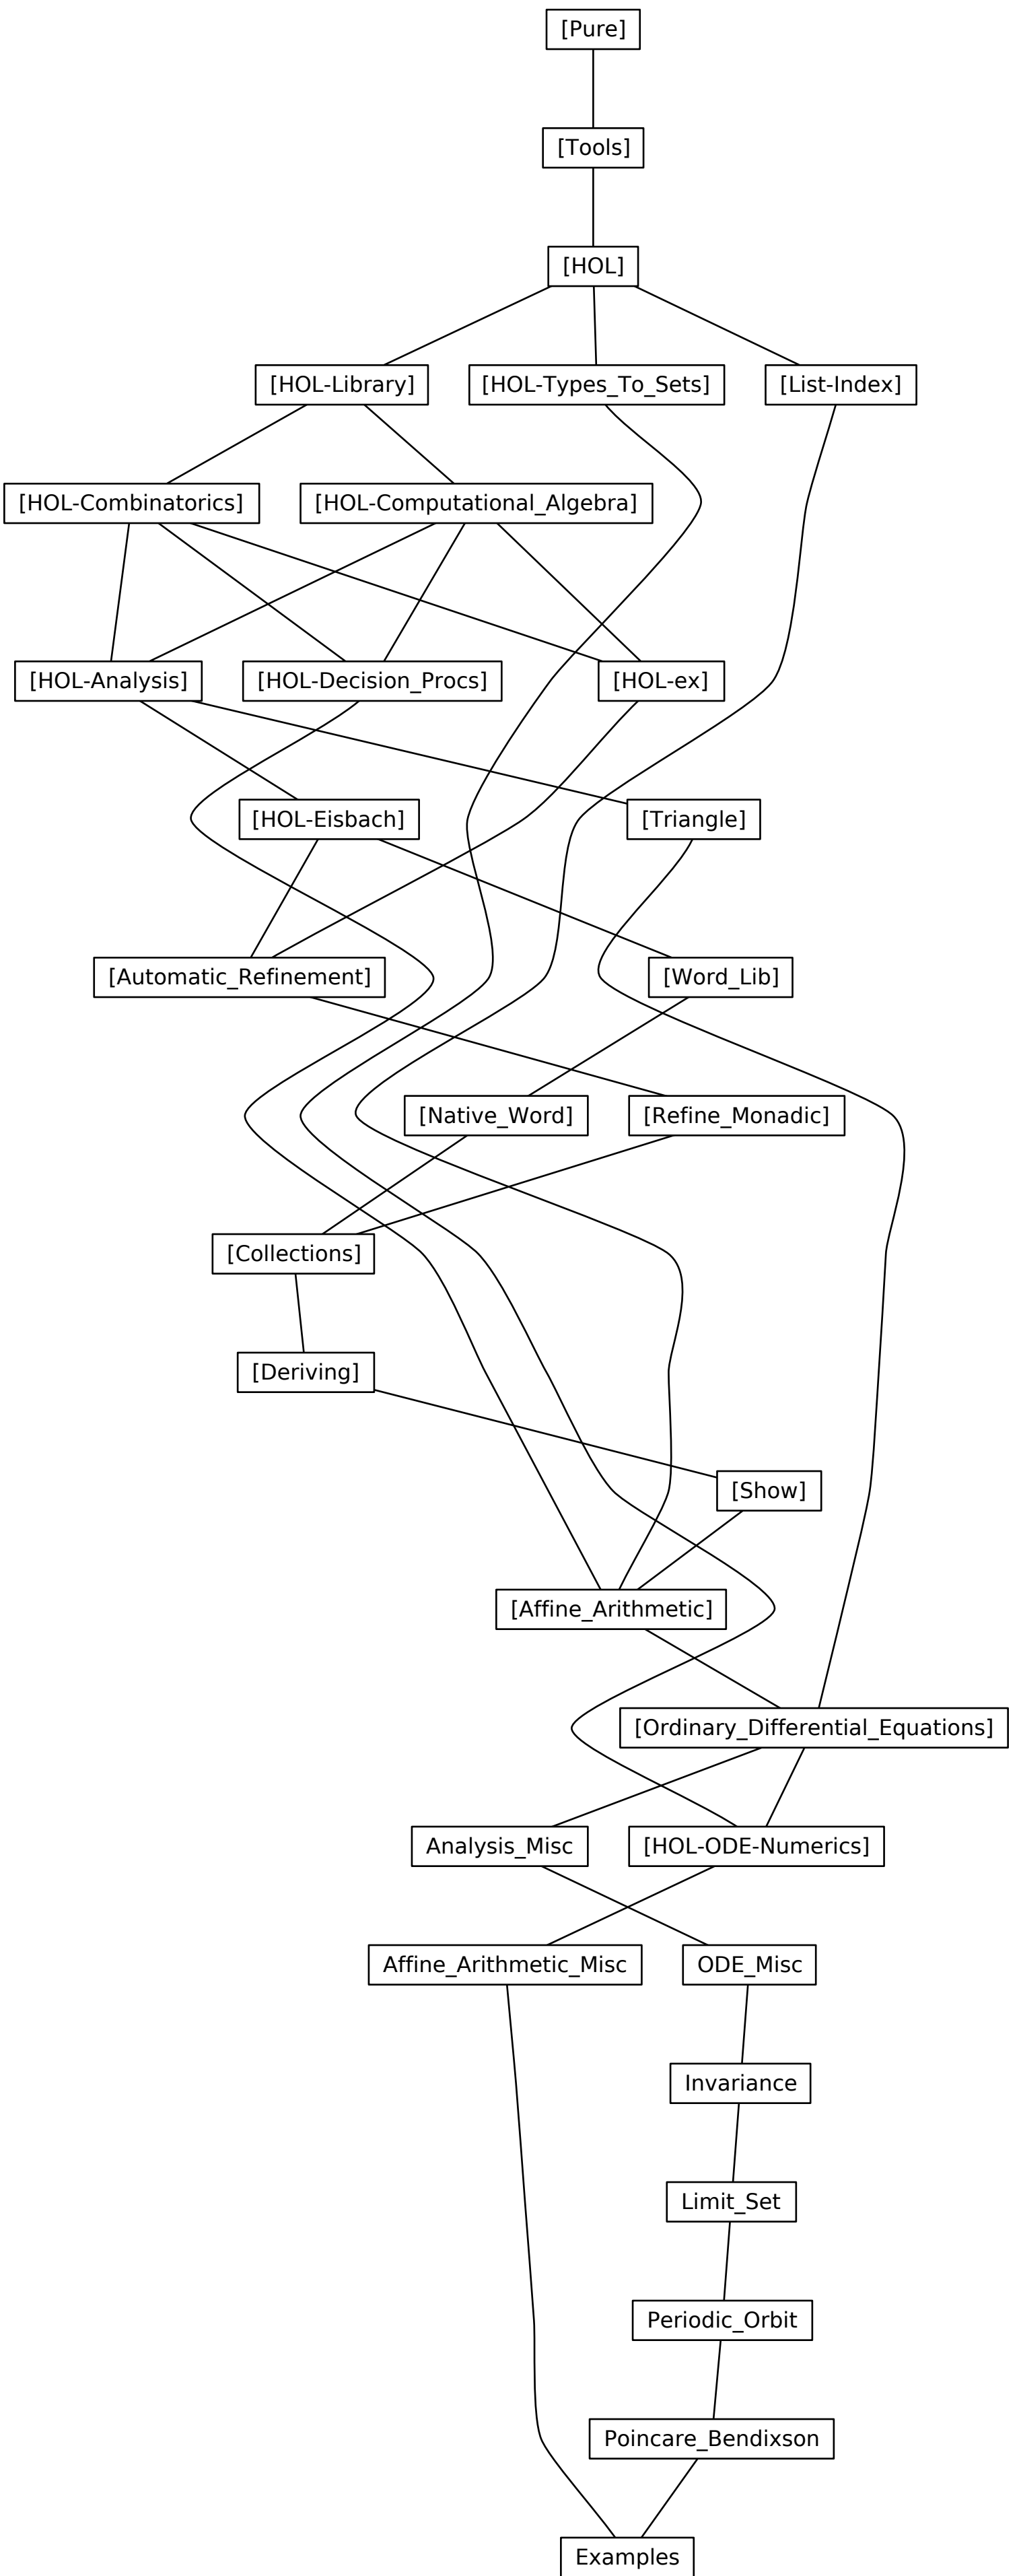 [Pure]
[Tools]
[HOL]
[HOL-Library]
[HOL-Types_To_Sets]
[List-Index]
[HOL-Combinatorics]
[HOL-Computational_Algebra]
[HOL-Analysis]
[HOL-Decision_Procs]
[HOL-ex]
[HOL-Eisbach]
[Triangle]
[Automatic_Refinement]
[Word_Lib]
[Native_Word]
[Refine_Monadic]
[Collections]
[Deriving]
[Show]
[Affine_Arithmetic]
[Ordinary_Differential_Equations]
Analysis_Misc
[HOL-ODE-Numerics]
Affine_Arithmetic_Misc
ODE_Misc
Invariance
Limit_Set
Periodic_Orbit
Poincare_Bendixson
Examples